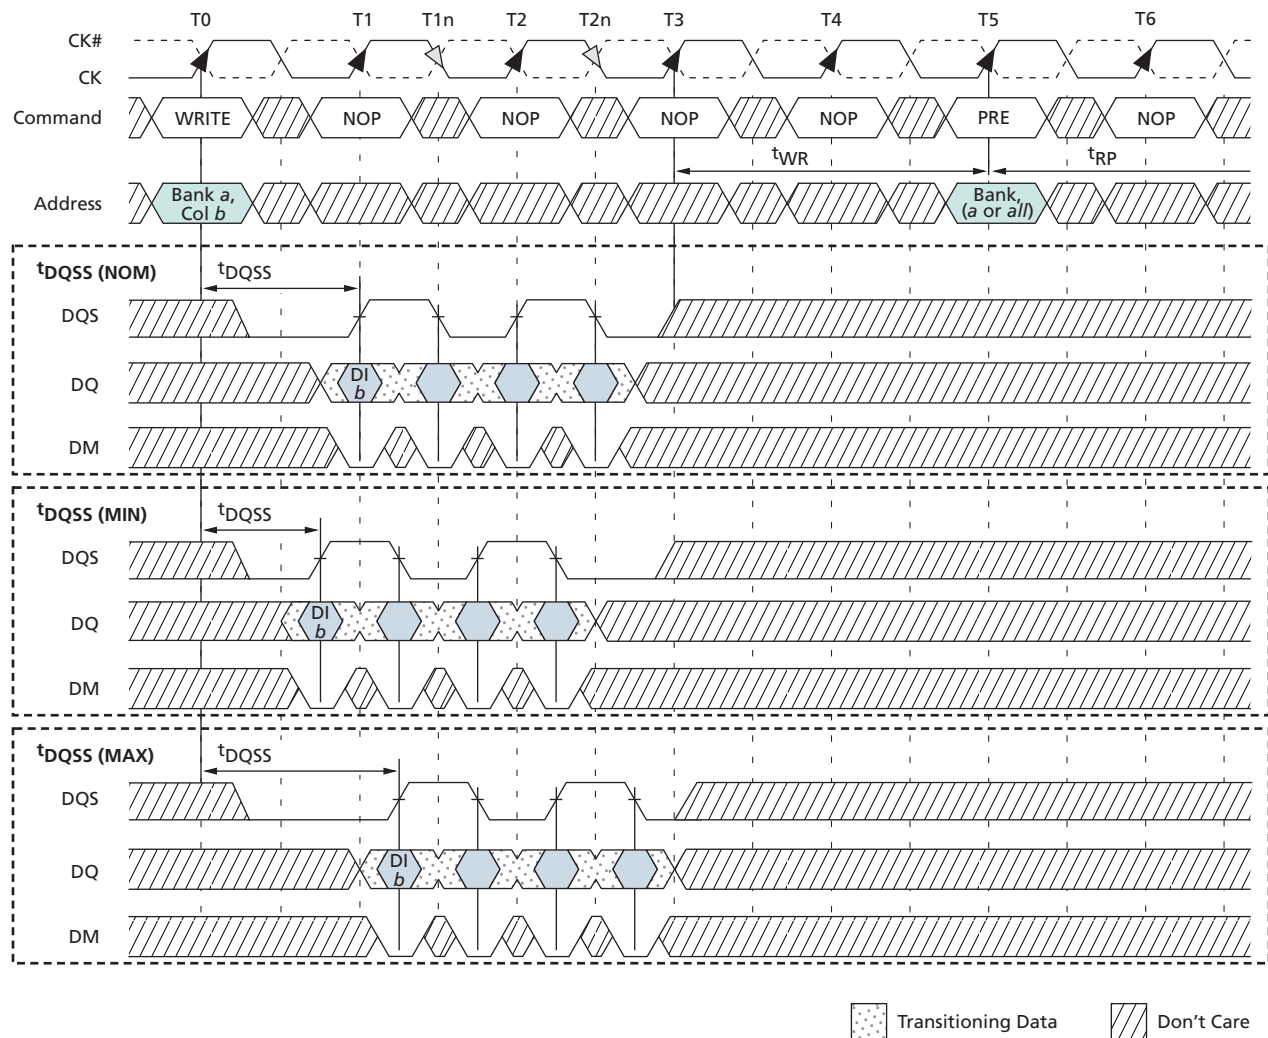 T0 T1 T1n T2 T2n T3 T4 T5 T6
CK#
CK
Command WRITE NOP NOP NOP NOP PRE NOP
tWR tRP
Address Bank a, Col b Bank, (a or all)
tDQSS (NOM) tDQSS
DQS
DQ DI b
DM
tDQSS (MIN) tDQSS
DQS
DQ DI b
DM
tDQSS (MAX) tDQSS
DQS
DQ DI b
DM
Transitioning Data Don't Care